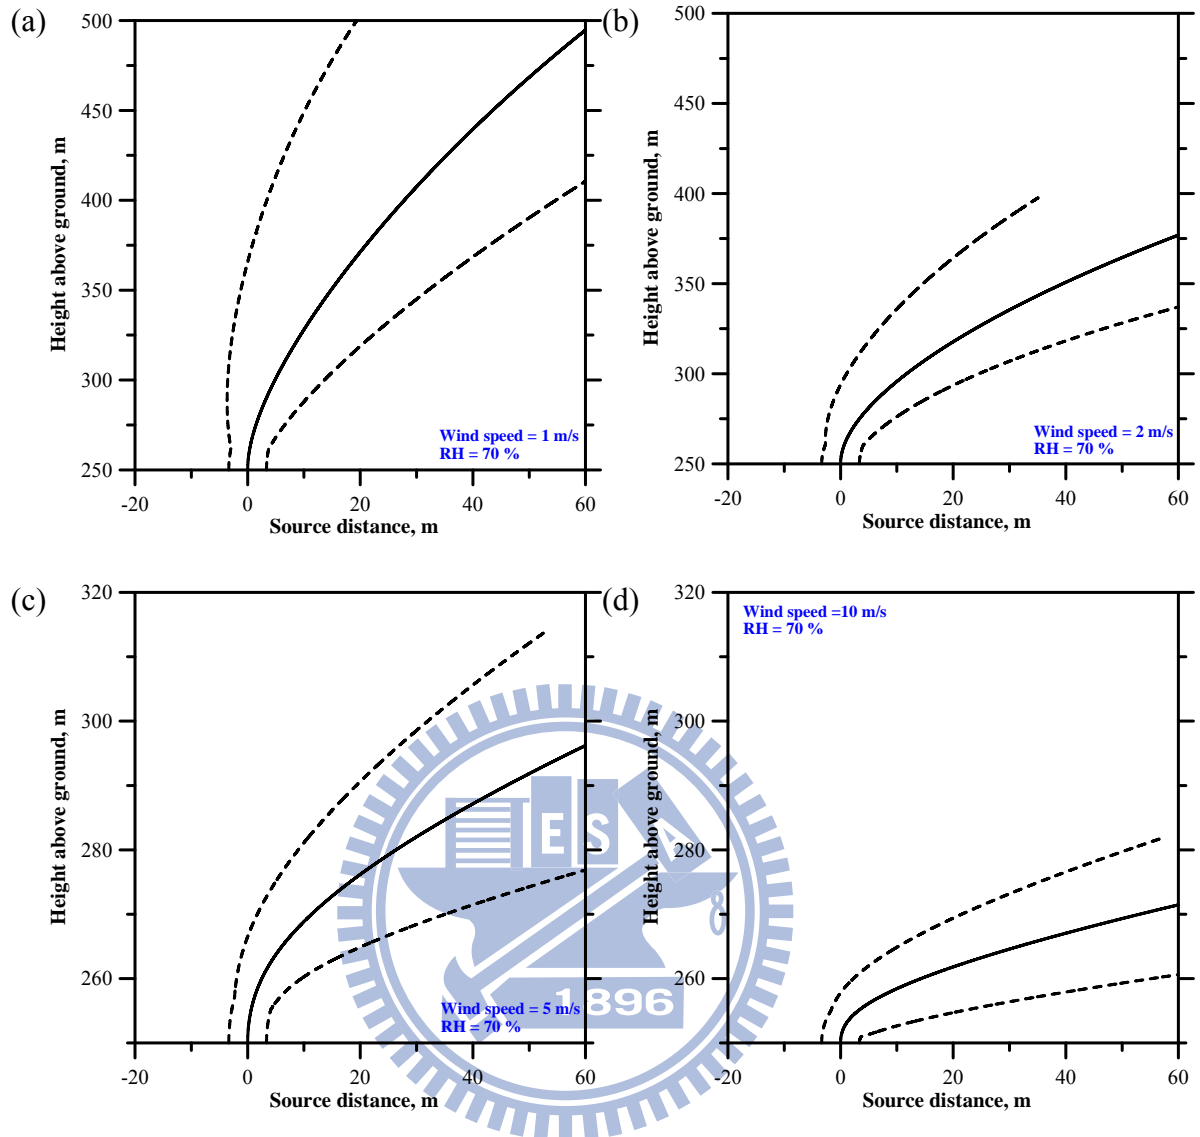 (a)
500
450
400
350
300
250
Height above ground, m
Wind speed = 1 m/s
RH = 70 %
-20 0 20 40 60
Source distance, m
(b)
500
450
400
350
300
250
Height above ground, m
Wind speed = 2 m/s
RH = 70 %
-20 0 20 40 60
Source distance, m
(c)
320
300
280
260
Height above ground, m
Wind speed = 5 m/s
RH = 70 %
-20 0 20 40 60
Source distance, m
(d)
320
300
280
260
Height above ground, m
Wind speed =10 m/s
RH = 70 %
-20 0 20 40 60
Source distance, m
E S A
1896